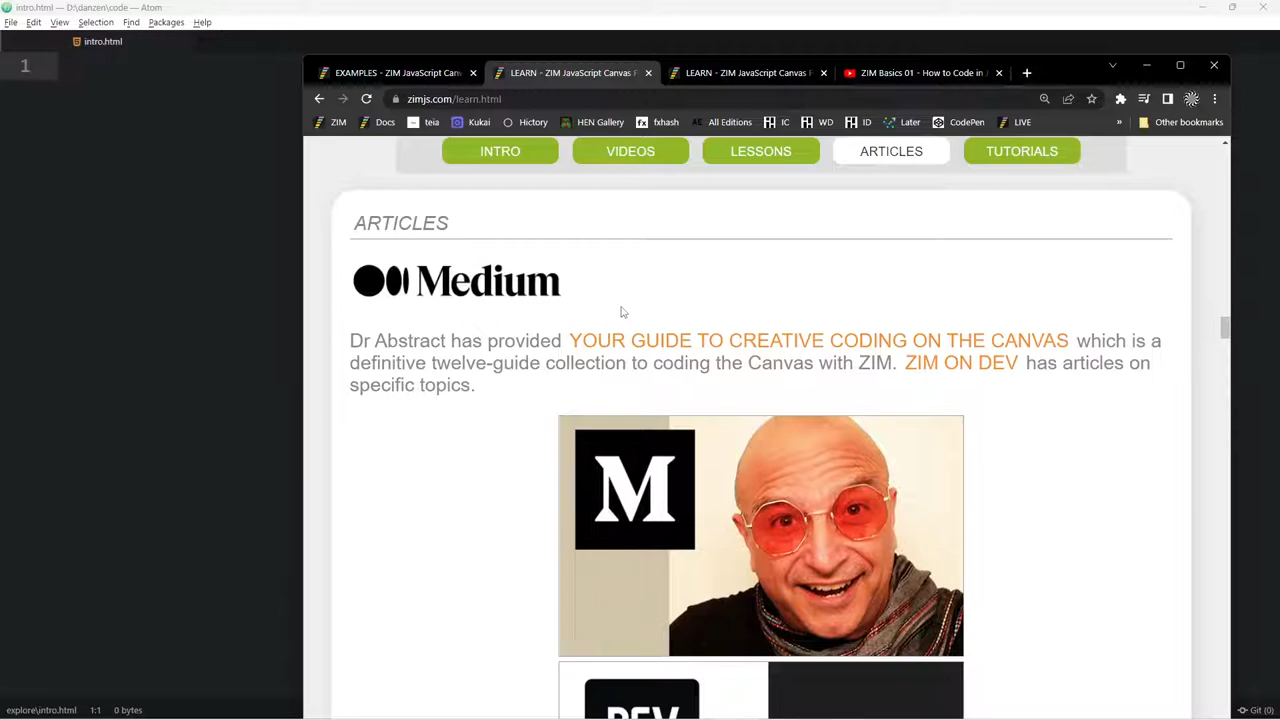 intro.html — D:\danzen\code — Atom
File Edit View Selection Find Packages Help
intro.html
1
EXAMPLES - ZIM JavaScript Canv
LEARN - ZIM JavaScript Canvas F
LEARN - ZIM JavaScript Canvas F
ZIM Basics 01 - How to Code in J
zimjs.com/learn.html
ZIM Docs teia Kukai Hictory HEN Gallery fxhash All Editions IC WD ID Later CodePen LIVE » Other bookmarks
INTRO VIDEOS LESSONS ARTICLES TUTORIALS
ARTICLES
Medium
Dr Abstract has provided YOUR GUIDE TO CREATIVE CODING ON THE CANVAS which is a
definitive twelve-guide collection to coding the Canvas with ZIM. ZIM ON DEV has articles on
specific topics.
M
DEV
explore\intro.html 1:1 0 bytes Git (0)